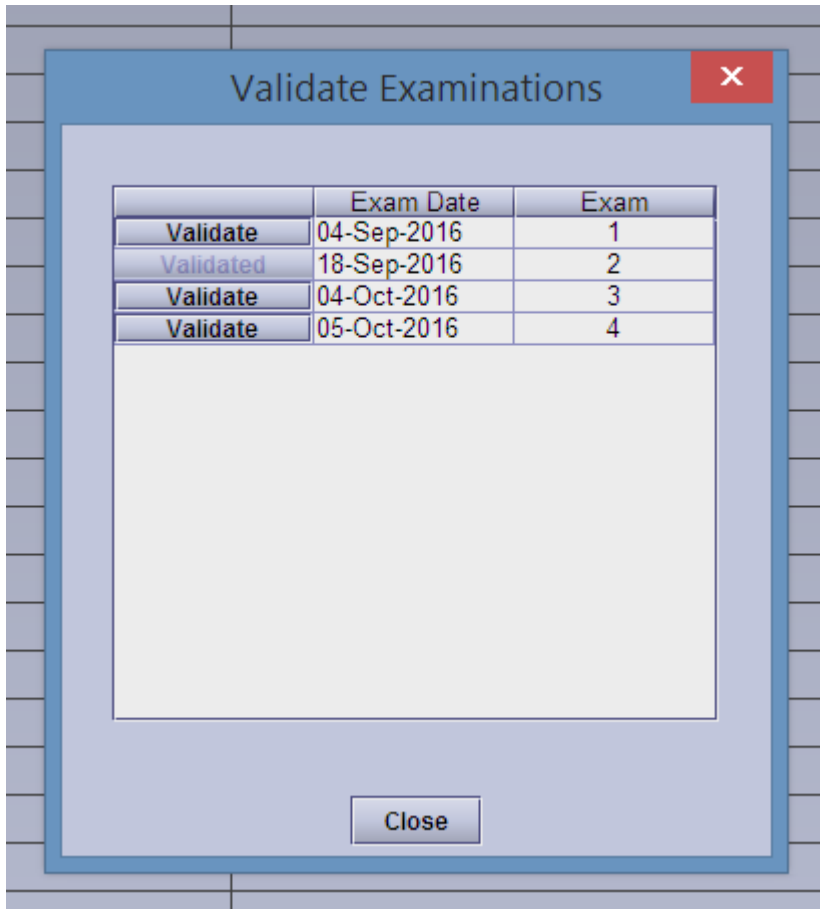 Validate Examinations
Exam Date Exam
Validate 04-Sep-2016 1
Validated 18-Sep-2016 2
Validate 04-Oct-2016 3
Validate 05-Oct-2016 4
Close